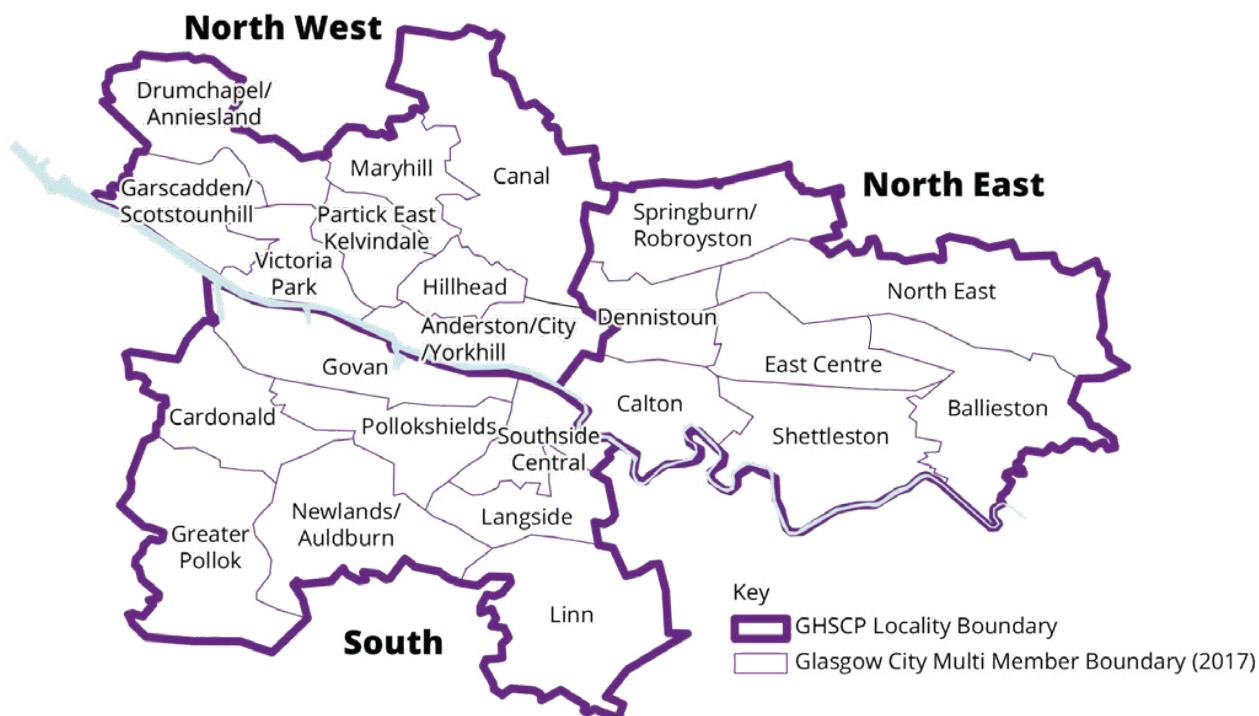 North West
Drumchapel/
Anniesland
Maryhill
Canal
North East
Garscadden/
Scotstounhill
Partick East
Kelvindale
Springburn/
Robroyston
Victoria
Park
Hillhead
North East
Dennistoun
Anderston/City
/Yorkhill
Govan
East Centre
Cardonald
Pollokshields
Calton
Ballieston
Southside
Central
Shettleston
Newlands/
Auldburn
Langside
Greater
Pollok
Linn
South
Key
GHSCP Locality Boundary
Glasgow City Multi Member Boundary (2017)